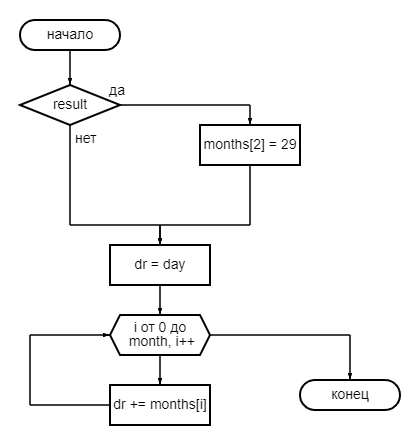 начало
result
да
нет
months[2] = 29
dr = day
i от 0 до
month, i++
dr += months[i]
конец